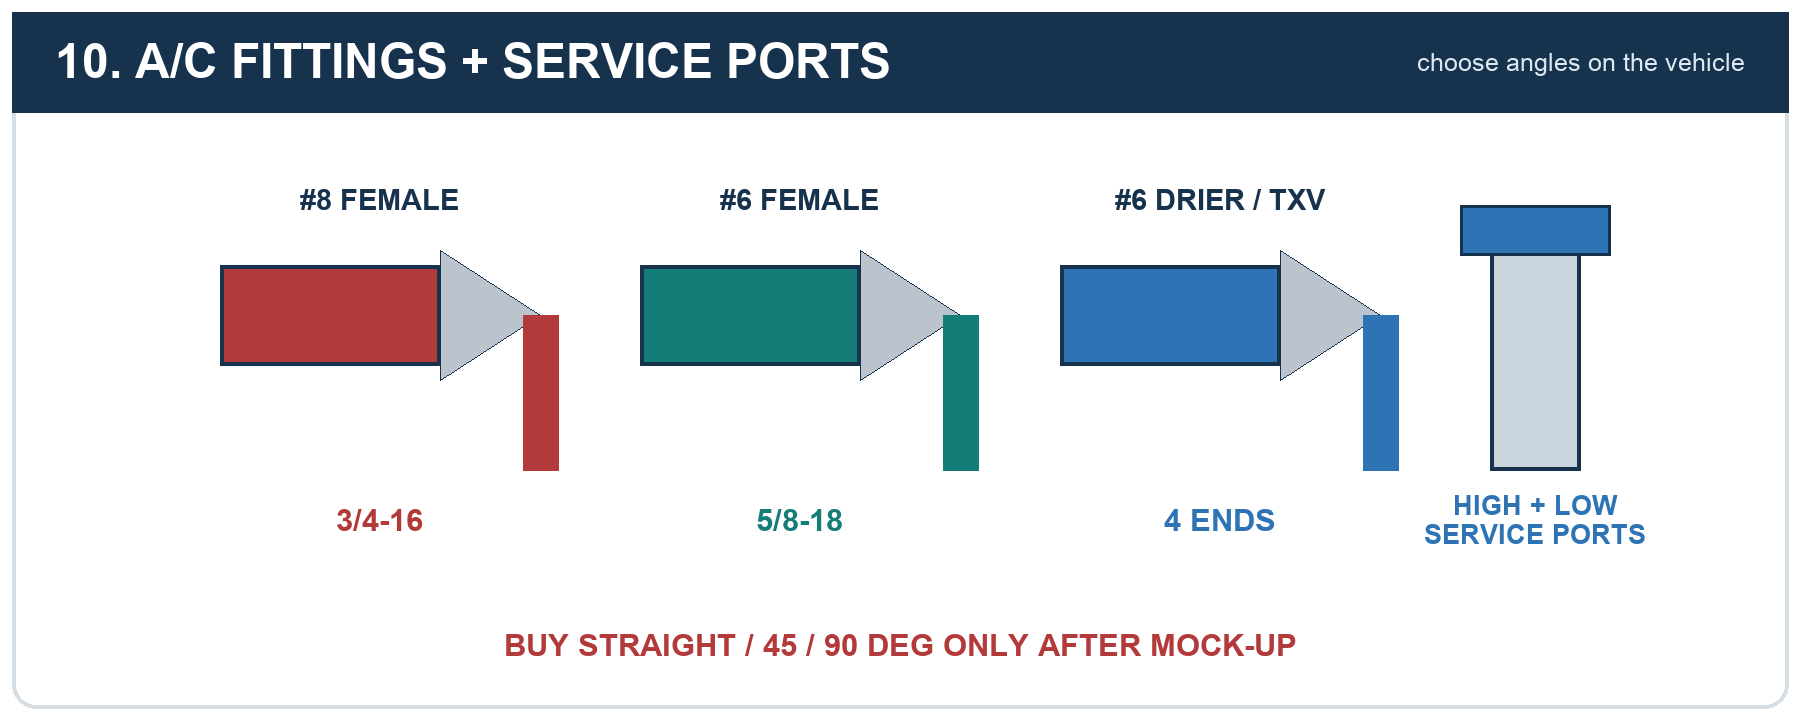 10. A/C FITTINGS + SERVICE PORTS
choose angles on the vehicle
#8 FEMALE
#6 FEMALE
#6 DRIER / TXV
3/4-16
5/8-18
4 ENDS
HIGH + LOW
SERVICE PORTS
BUY STRAIGHT / 45 / 90 DEG ONLY AFTER MOCK-UP